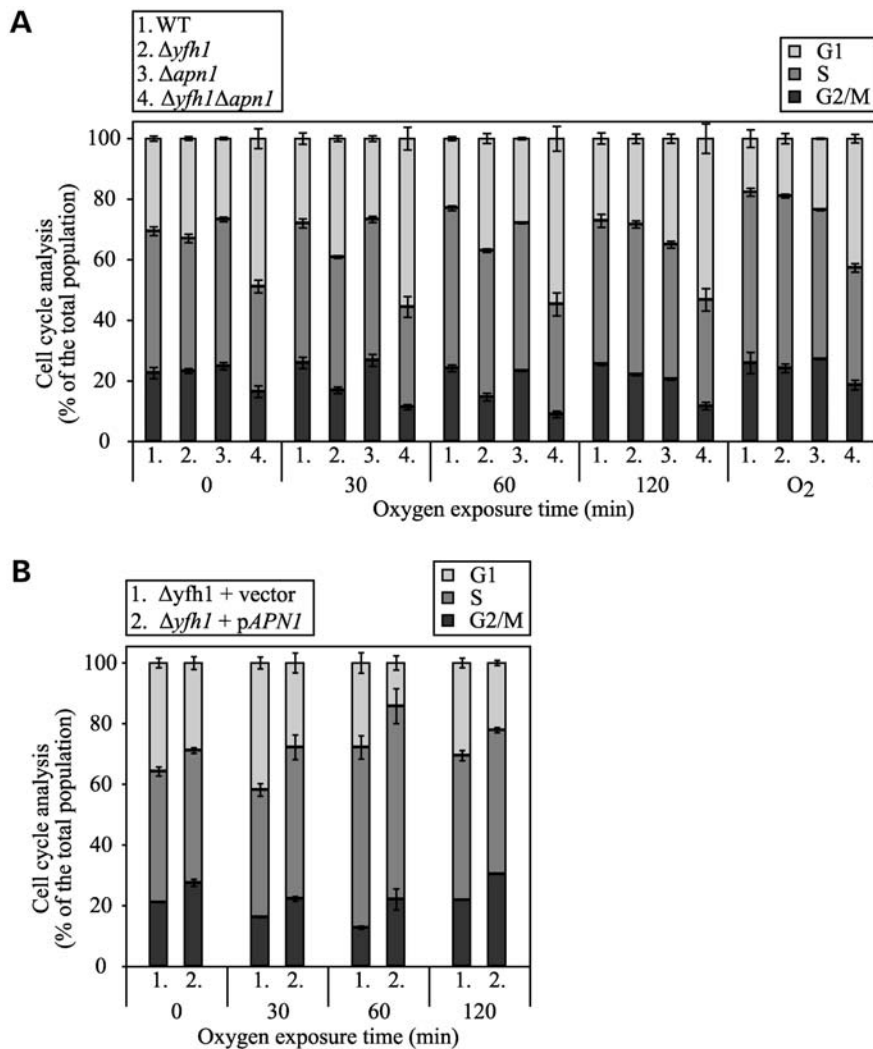 A
1. WT
2. Δyfh1
3. Δapn1
4. Δyfh1Δapn1
G1
S
G2/M
Cell cycle analysis
(% of the total population)
100
80
60
40
20
0
1. 2. 3. 4. 1. 2. 3. 4. 1. 2. 3. 4. 1. 2. 3. 4. 1. 2. 3. 4.
0 30 60 120 O2
Oxygen exposure time (min)
B
1. Δyfh1 + vector
2. Δyfh1 + pAPN1
G1
S
G2/M
Cell cycle analysis
(% of the total population)
100
80
60
40
20
0
1. 2. 1. 2. 1. 2. 1. 2.
0 30 60 120
Oxygen exposure time (min)